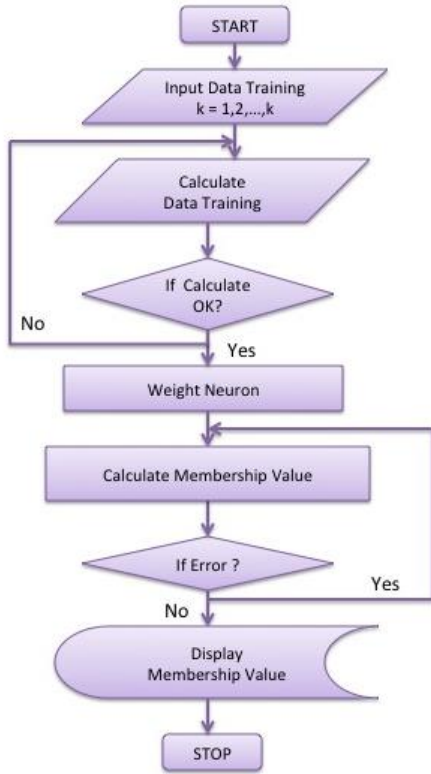 START
Input Data Training
k = 1,2,...,k
Calculate
Data Training
If Calculate
OK?
No
Yes
Weight Neuron
Calculate Membership Value
If Error ?
Yes
No
Display
Membership Value
STOP